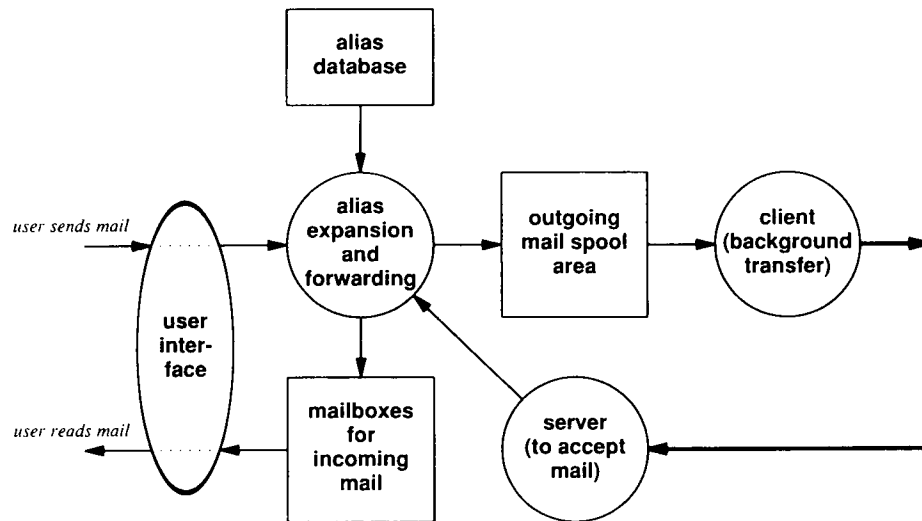 alias
database
user sends mail
alias
expansion
and
forwarding
outgoing
mail spool
area
client
(background
transfer)
user
inter-
face
user reads mail
mailboxes
for
incoming
mail
server
(to accept
mail)